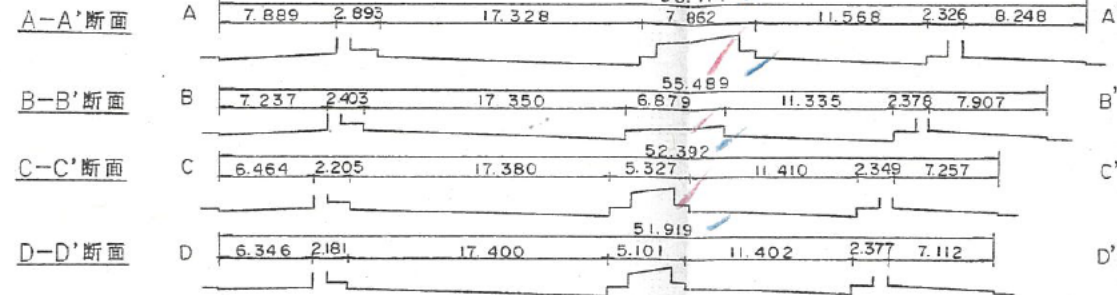 A-A'断面 A 7.889 2.893 17.328 7.862 11.568 2.326 8.248 A
55.489
B-B'断面 B 7.237 2.403 17.350 6.879 11.335 2.378 7.907 B'
52.392
C-C'断面 C 6.464 2.205 17.380 5.327 11.410 2.349 7.257 C'
51.919
D-D'断面 D 6.346 2.181 17.400 5.101 11.402 2.377 7.112 D'